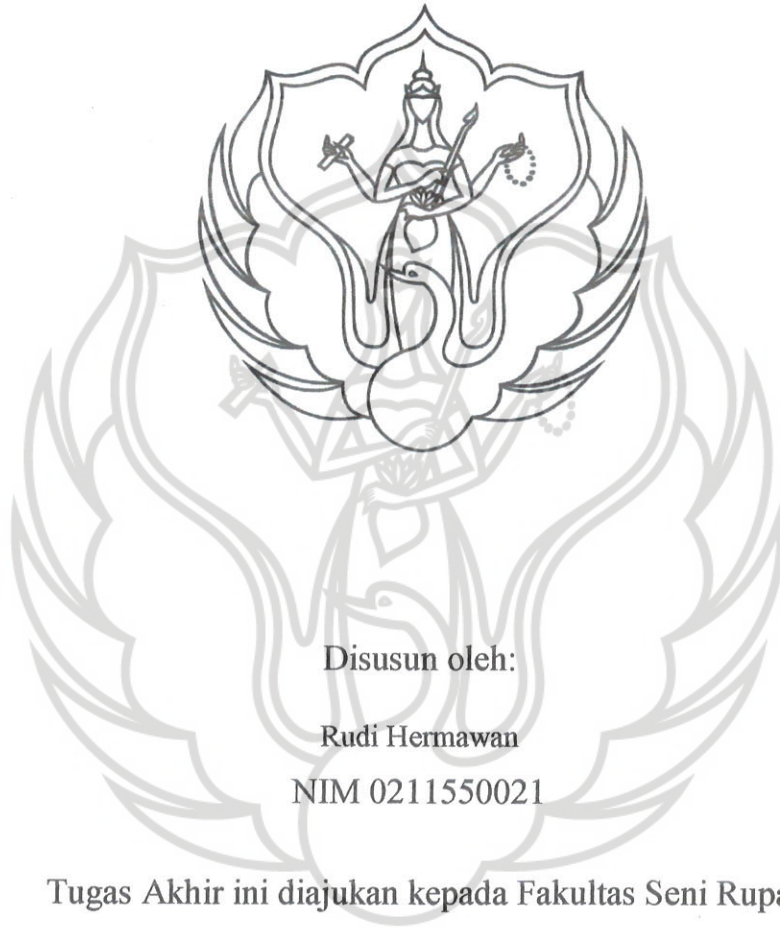 Disusun oleh:
Rudi Hermawan
NIM 0211550021
Tugas Akhir ini diajukan kepada Fakultas Seni Rupa